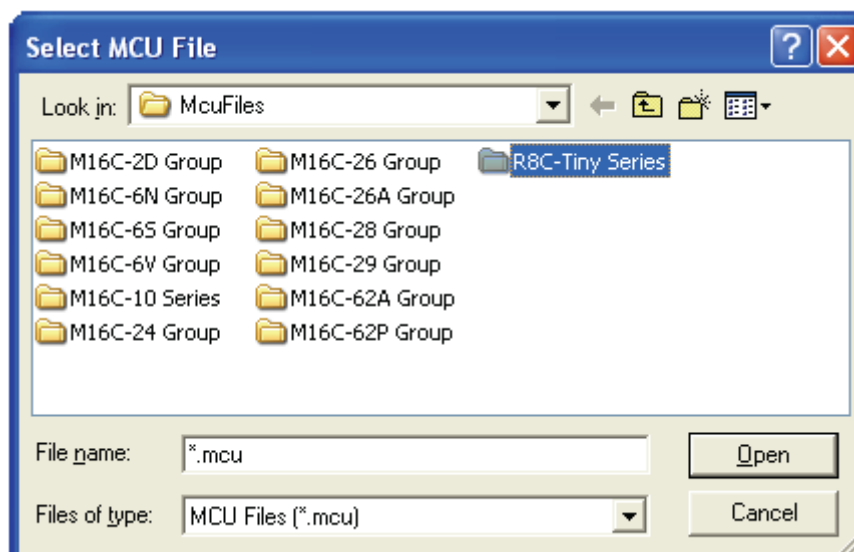 Select MCU File
Look in: McuFiles
M16C-2D Group M16C-26 Group R8C-Tiny Series
M16C-6N Group M16C-26A Group
M16C-6S Group M16C-28 Group
M16C-6V Group M16C-29 Group
M16C-10 Series M16C-62A Group
M16C-24 Group M16C-62P Group
File name: *.mcu Open
Files of type: MCU Files (*.mcu) Cancel